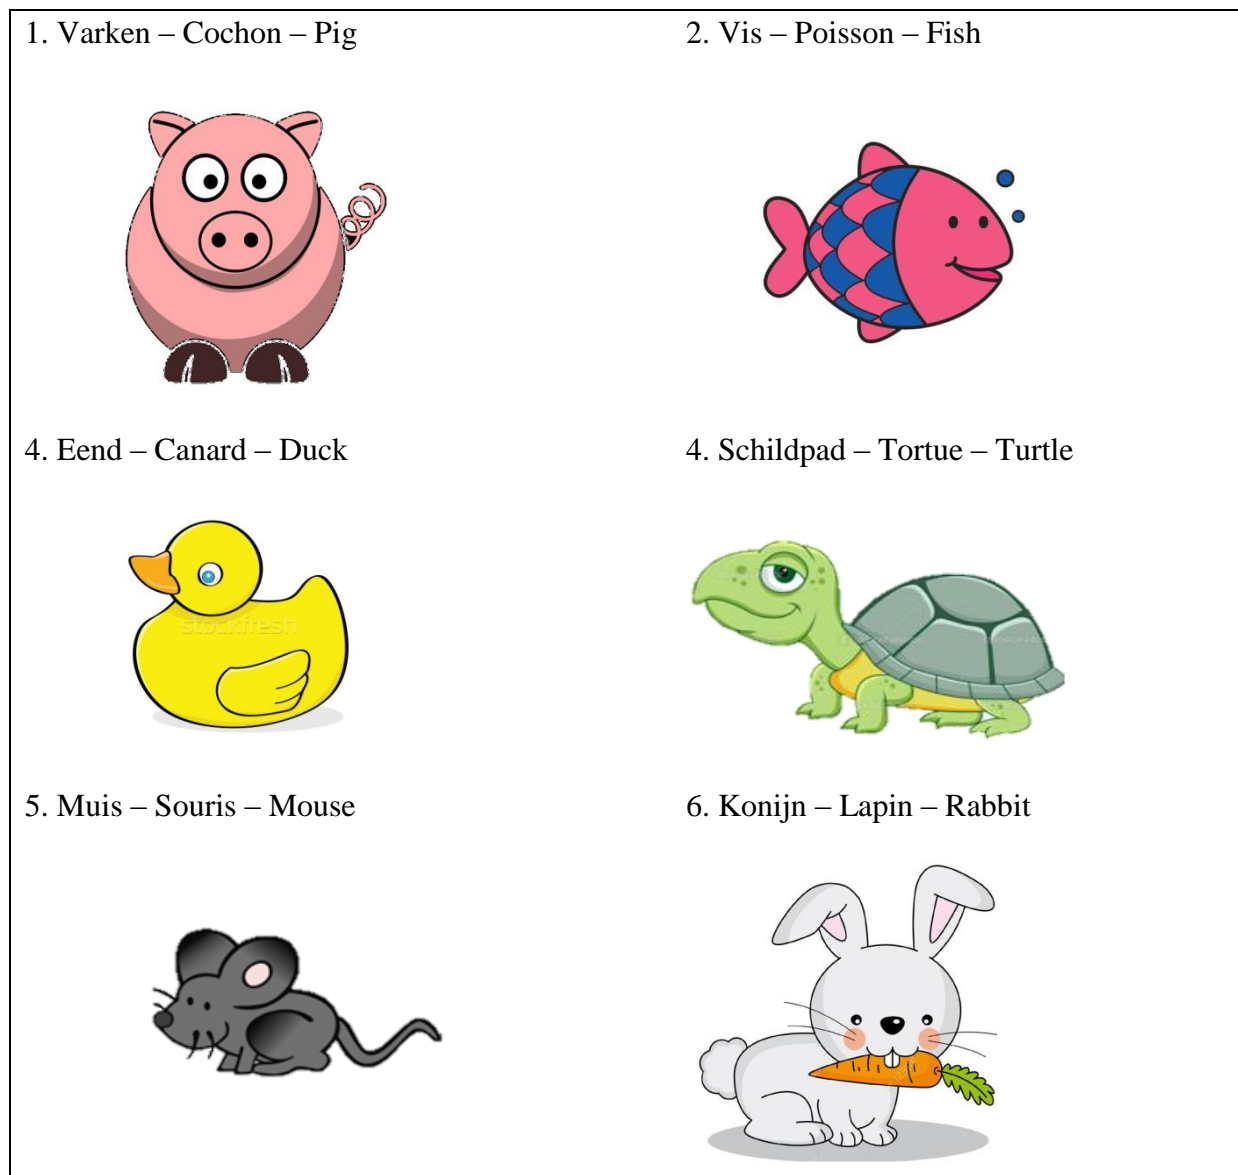 1. Varken – Cochon – Pig
2. Vis – Poisson – Fish
4. Eend – Canard – Duck
4. Schildpad – Tortue – Turtle
stockfresh
5. Muis – Souris – Mouse
6. Konijn – Lapin – Rabbit